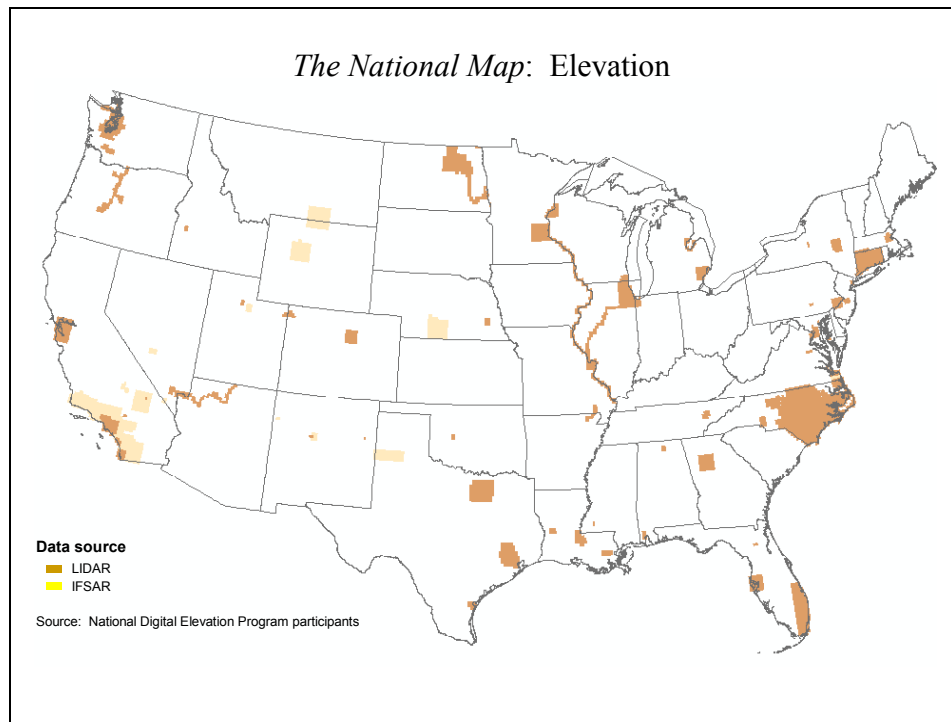 The National Map: Elevation
Data source
LIDAR
IFSAR
Source: National Digital Elevation Program participants